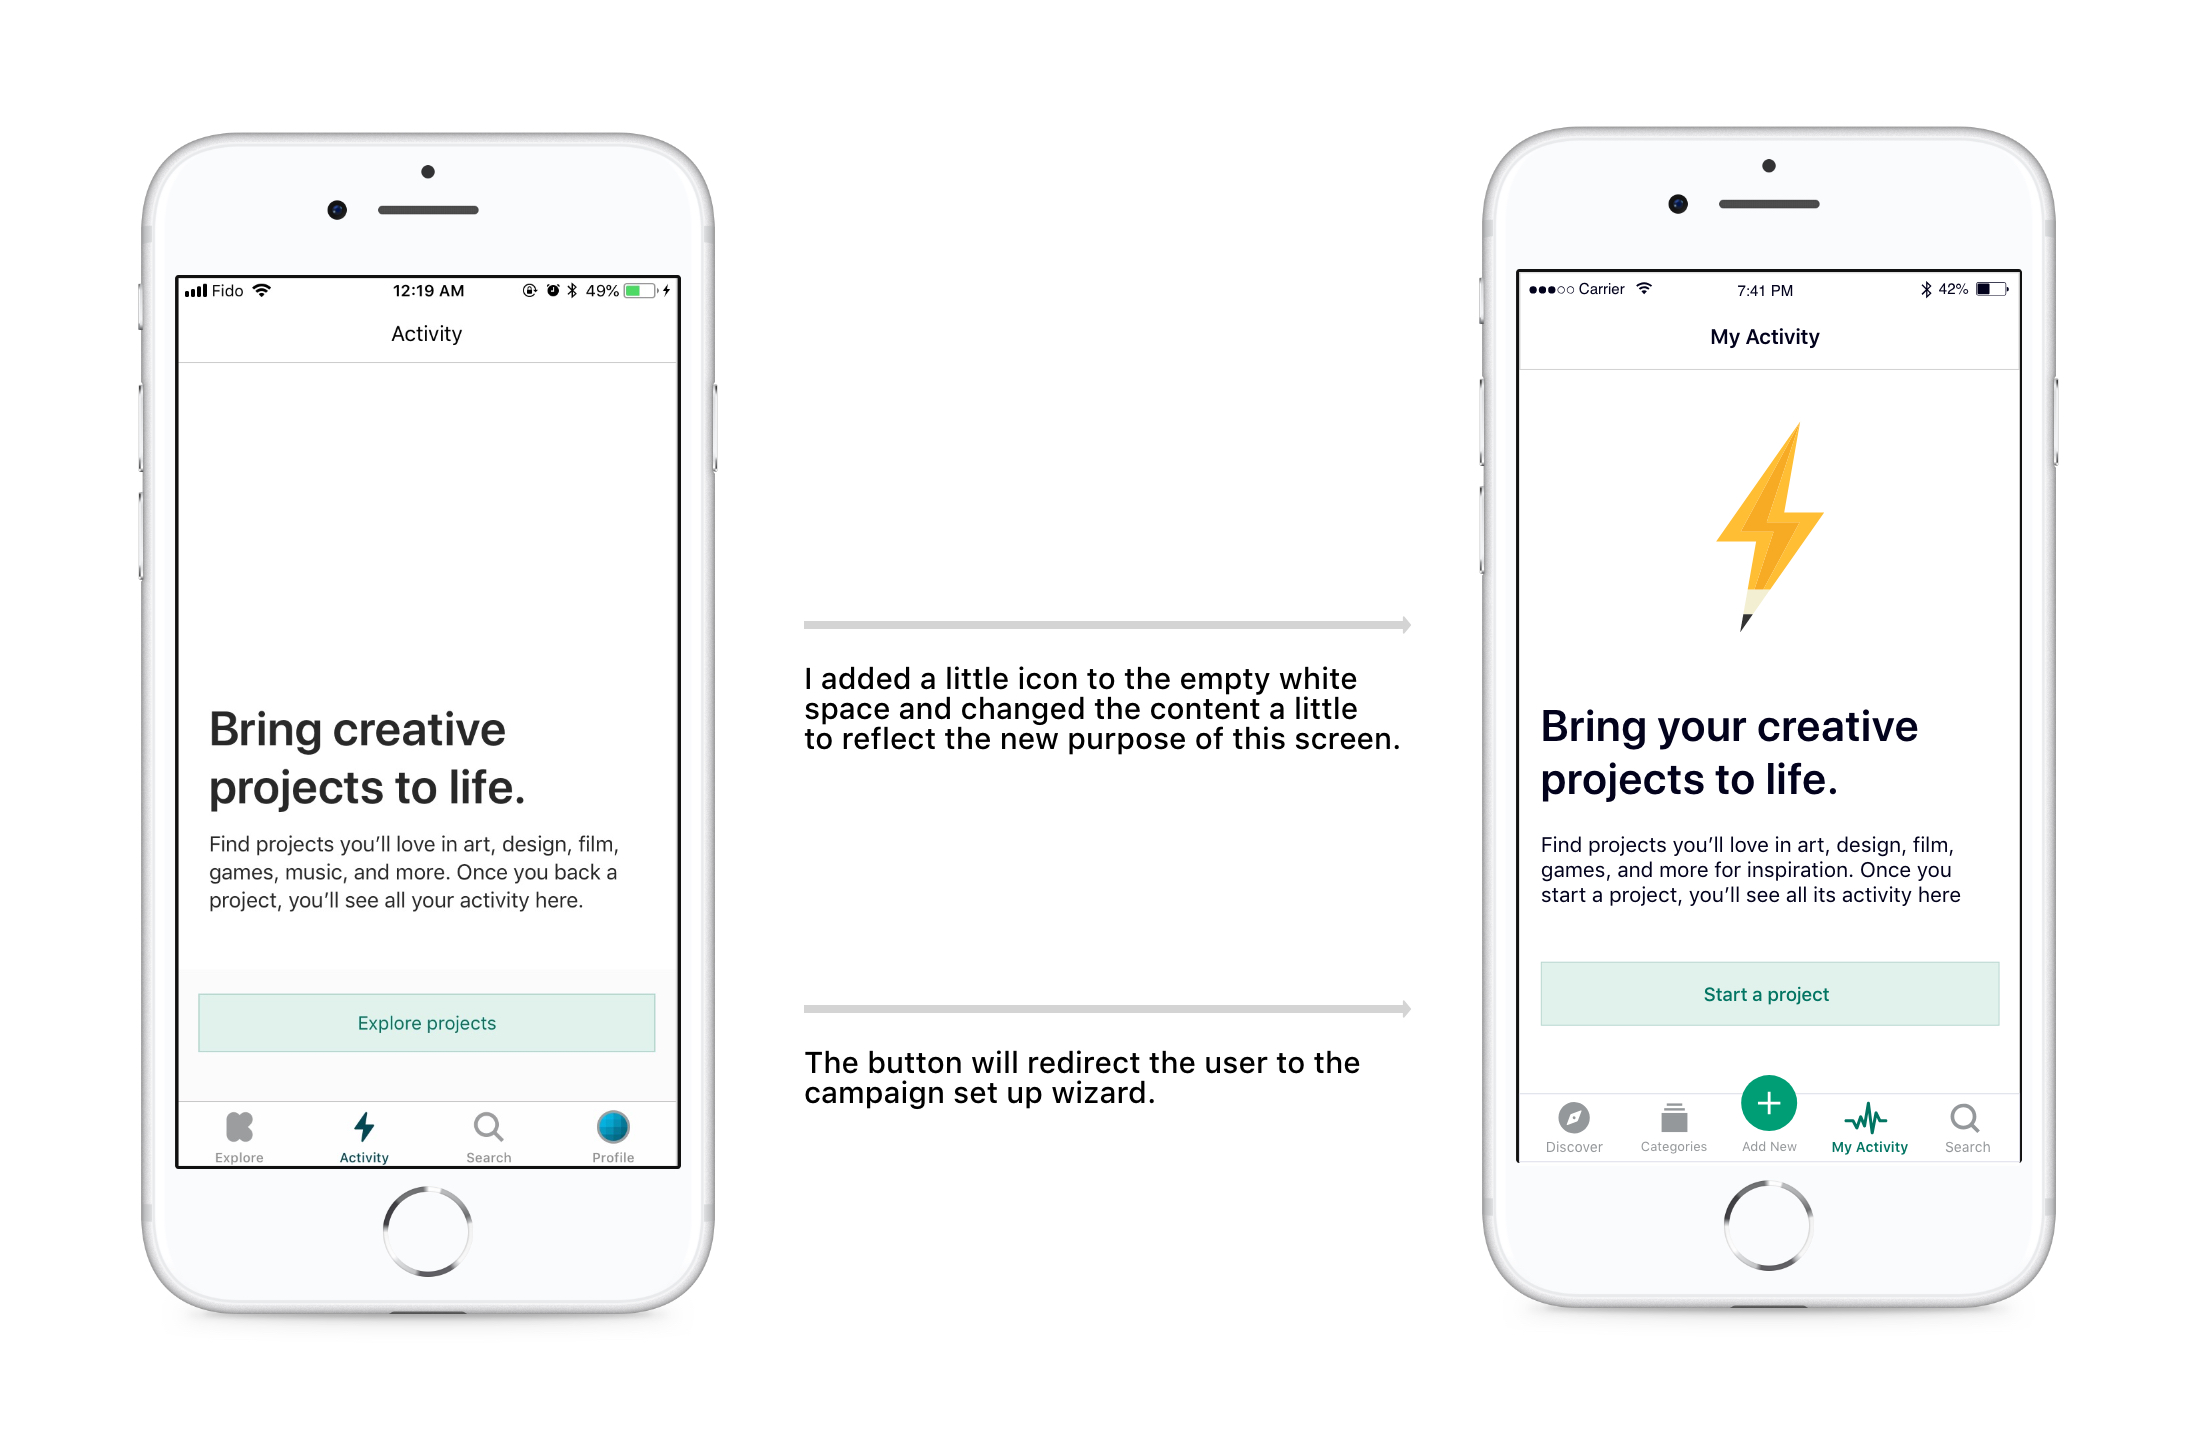 Fido
12:19 AM
49%
Activity
Bring creative
projects to life.
Find projects you’ll love in art, design, film,
games, music, and more. Once you back a
project, you’ll see all your activity here.
Explore projects
Explore
Activity
Search
Profile
I added a little icon to the empty white
space and changed the content a little
to reflect the new purpose of this screen.
The button will redirect the user to the
campaign set up wizard.
Carrier
7:41 PM
42%
My Activity
Bring your creative
projects to life.
Find projects you’ll love in art, design, film,
games, and more for inspiration. Once you
start a project, you’ll see all its activity here
Start a project
Discover
Categories
Add New
My Activity
Search